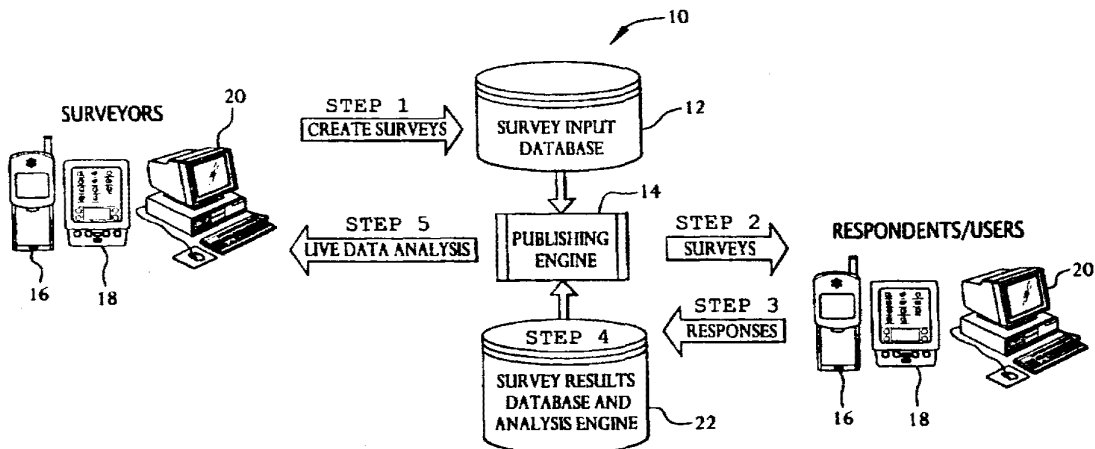 10
SURVEYORS
20
STEP 1
CREATE SURVEYS
SURVEY INPUT
DATABASE
12
14
STEP 5
LIVE DATA ANALYSIS
PUBLISHING
ENGINE
STEP 2
SURVEYS
RESPONDENTS/USERS
16
18
20
STEP 3
RESPONSES
STEP 4
SURVEY RESULTS
DATABASE AND
ANALYSIS ENGINE
22
16
18